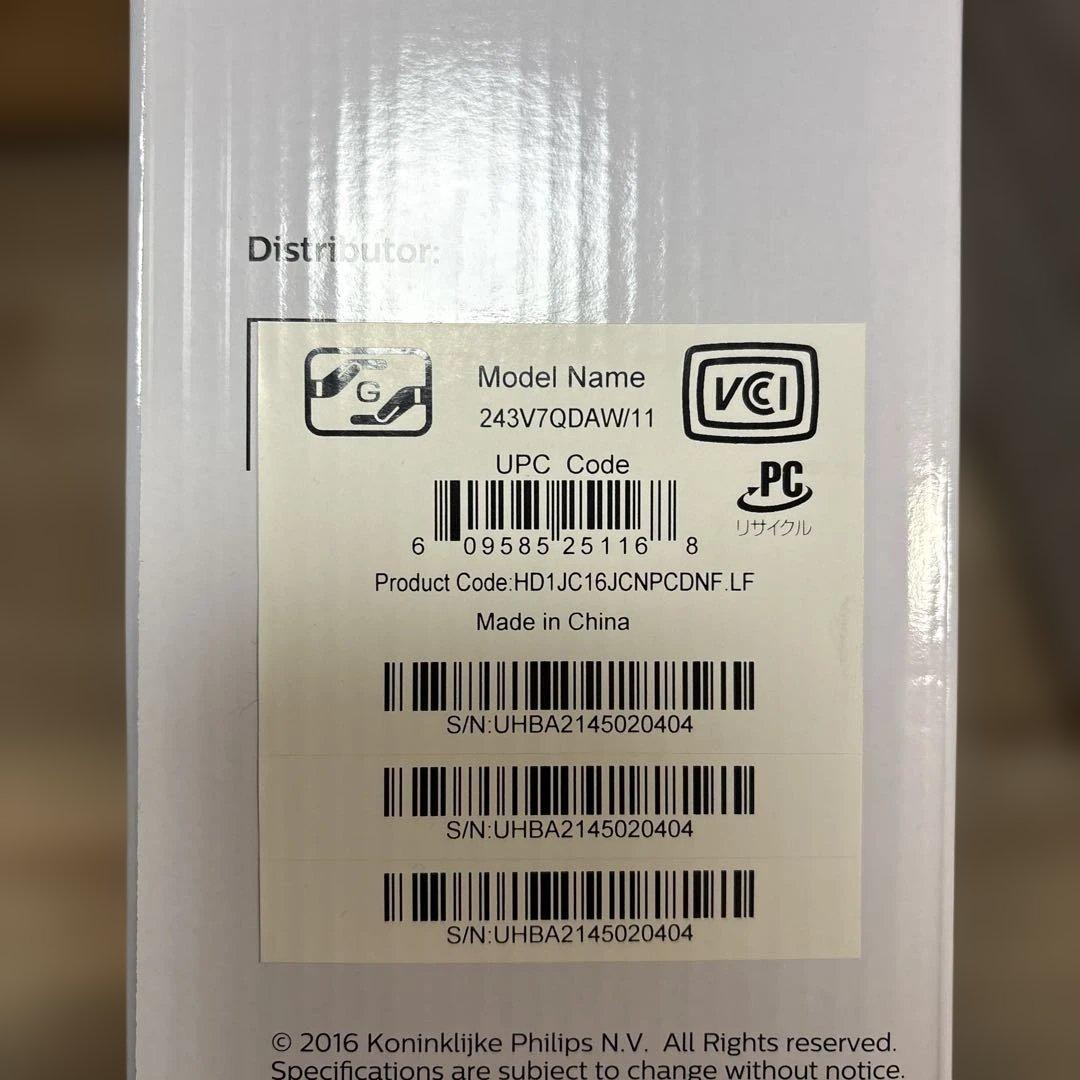 Distributor:
G
Model Name
243V7QDAW/11
VCCI
UPC Code
PC
リサイクル
6 09585 25116 8
Product Code:HD1JC16JCNPCDNF.LF
Made in China
S/N:UHBA2145020404
S/N:UHBA2145020404
S/N:UHBA2145020404
© 2016 Koninklijke Philips N.V. All Rights reserved.
Specifications are subject to change without notice.